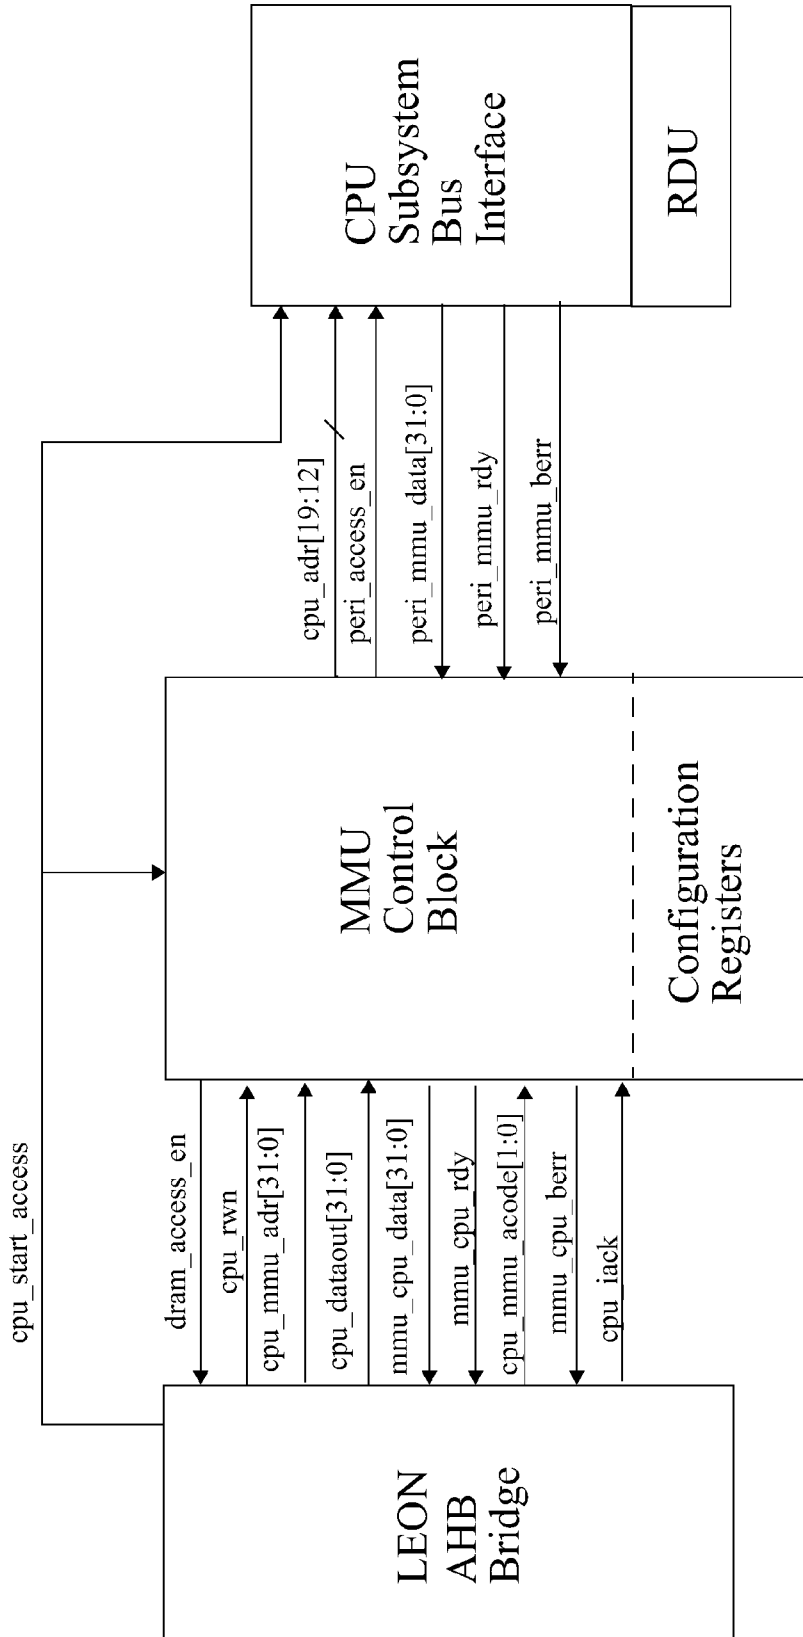 cpu_start_access
LEON
AHB
Bridge
dram_access_en
cpu_rwn
cpu_mmu_adr[31:0]
cpu_dataout[31:0]
mmu_cpu_data[31:0]
mmu_cpu_rdy
cpu_mmu_acode[1:0]
mmu_cpu_berr
cpu_iack
MMU
Control
Block
Configuration
Registers
cpu_adr[19:12]
peri_access_en
peri_mmu_data[31:0]
peri_mmu_rdy
peri_mmu_berr
CPU
Subsystem
Bus
Interface
RDU